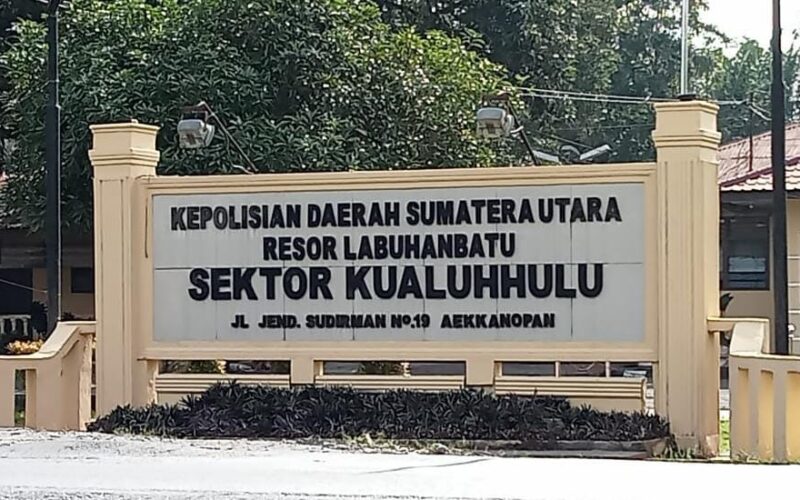 KEPOLISIAN DAERAH SUMATERA UTARA
RESOR LABUHANBATU
SEKTOR KUALUHHULU
JL JEND. SUDIRMAN No.19 AEKKANOPAN